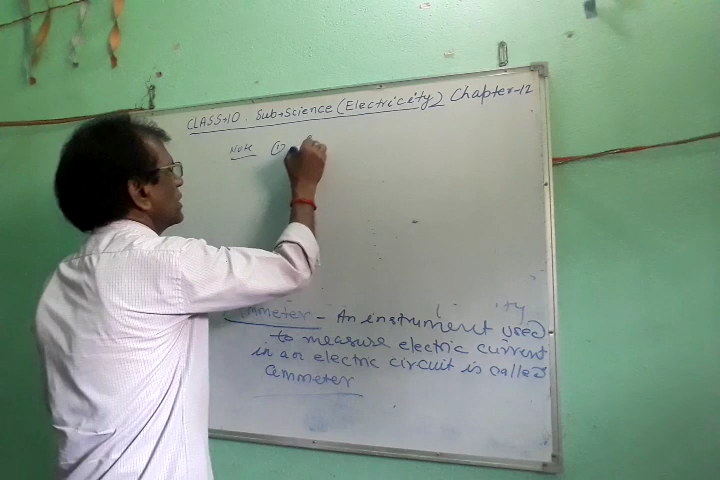 CLASS-10. Sub→Science (Electricity) Chapter-12
Note (1)
Ammeter - An instrument used
to measure electric current
in an electric circuit is called
ammeter